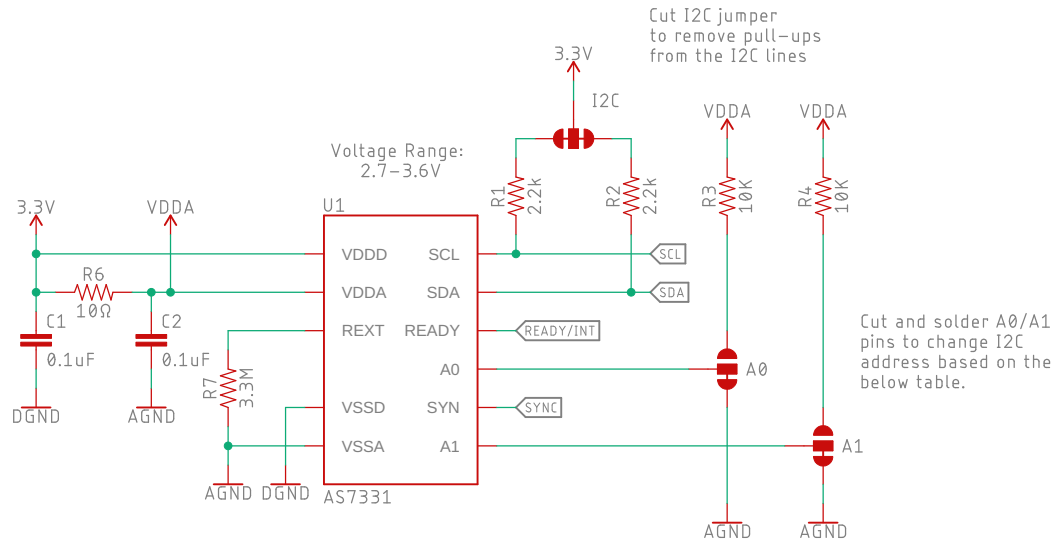 Cut I2C jumper
to remove pull-ups
from the I2C lines
3.3V
I2C
VDDA
VDDA
Voltage Range:
2.7-3.6V
R1
2.2k
R2
2.2k
R3
10K
R4
10K
3.3V
VDDA
U1
VDDD
SCL
SCL
R6
10Ω
VDDA
SDA
SDA
C1
0.1uF
C2
0.1uF
REXT
READY
READY/INT
Cut and solder A0/A1
pins to change I2C
address based on the
below table.
A0
A0
R7
3.3M
DGND
AGND
VSSD
SYN
SYNC
VSSA
A1
A1
AGND
DGND
AS7331
AGND
AGND